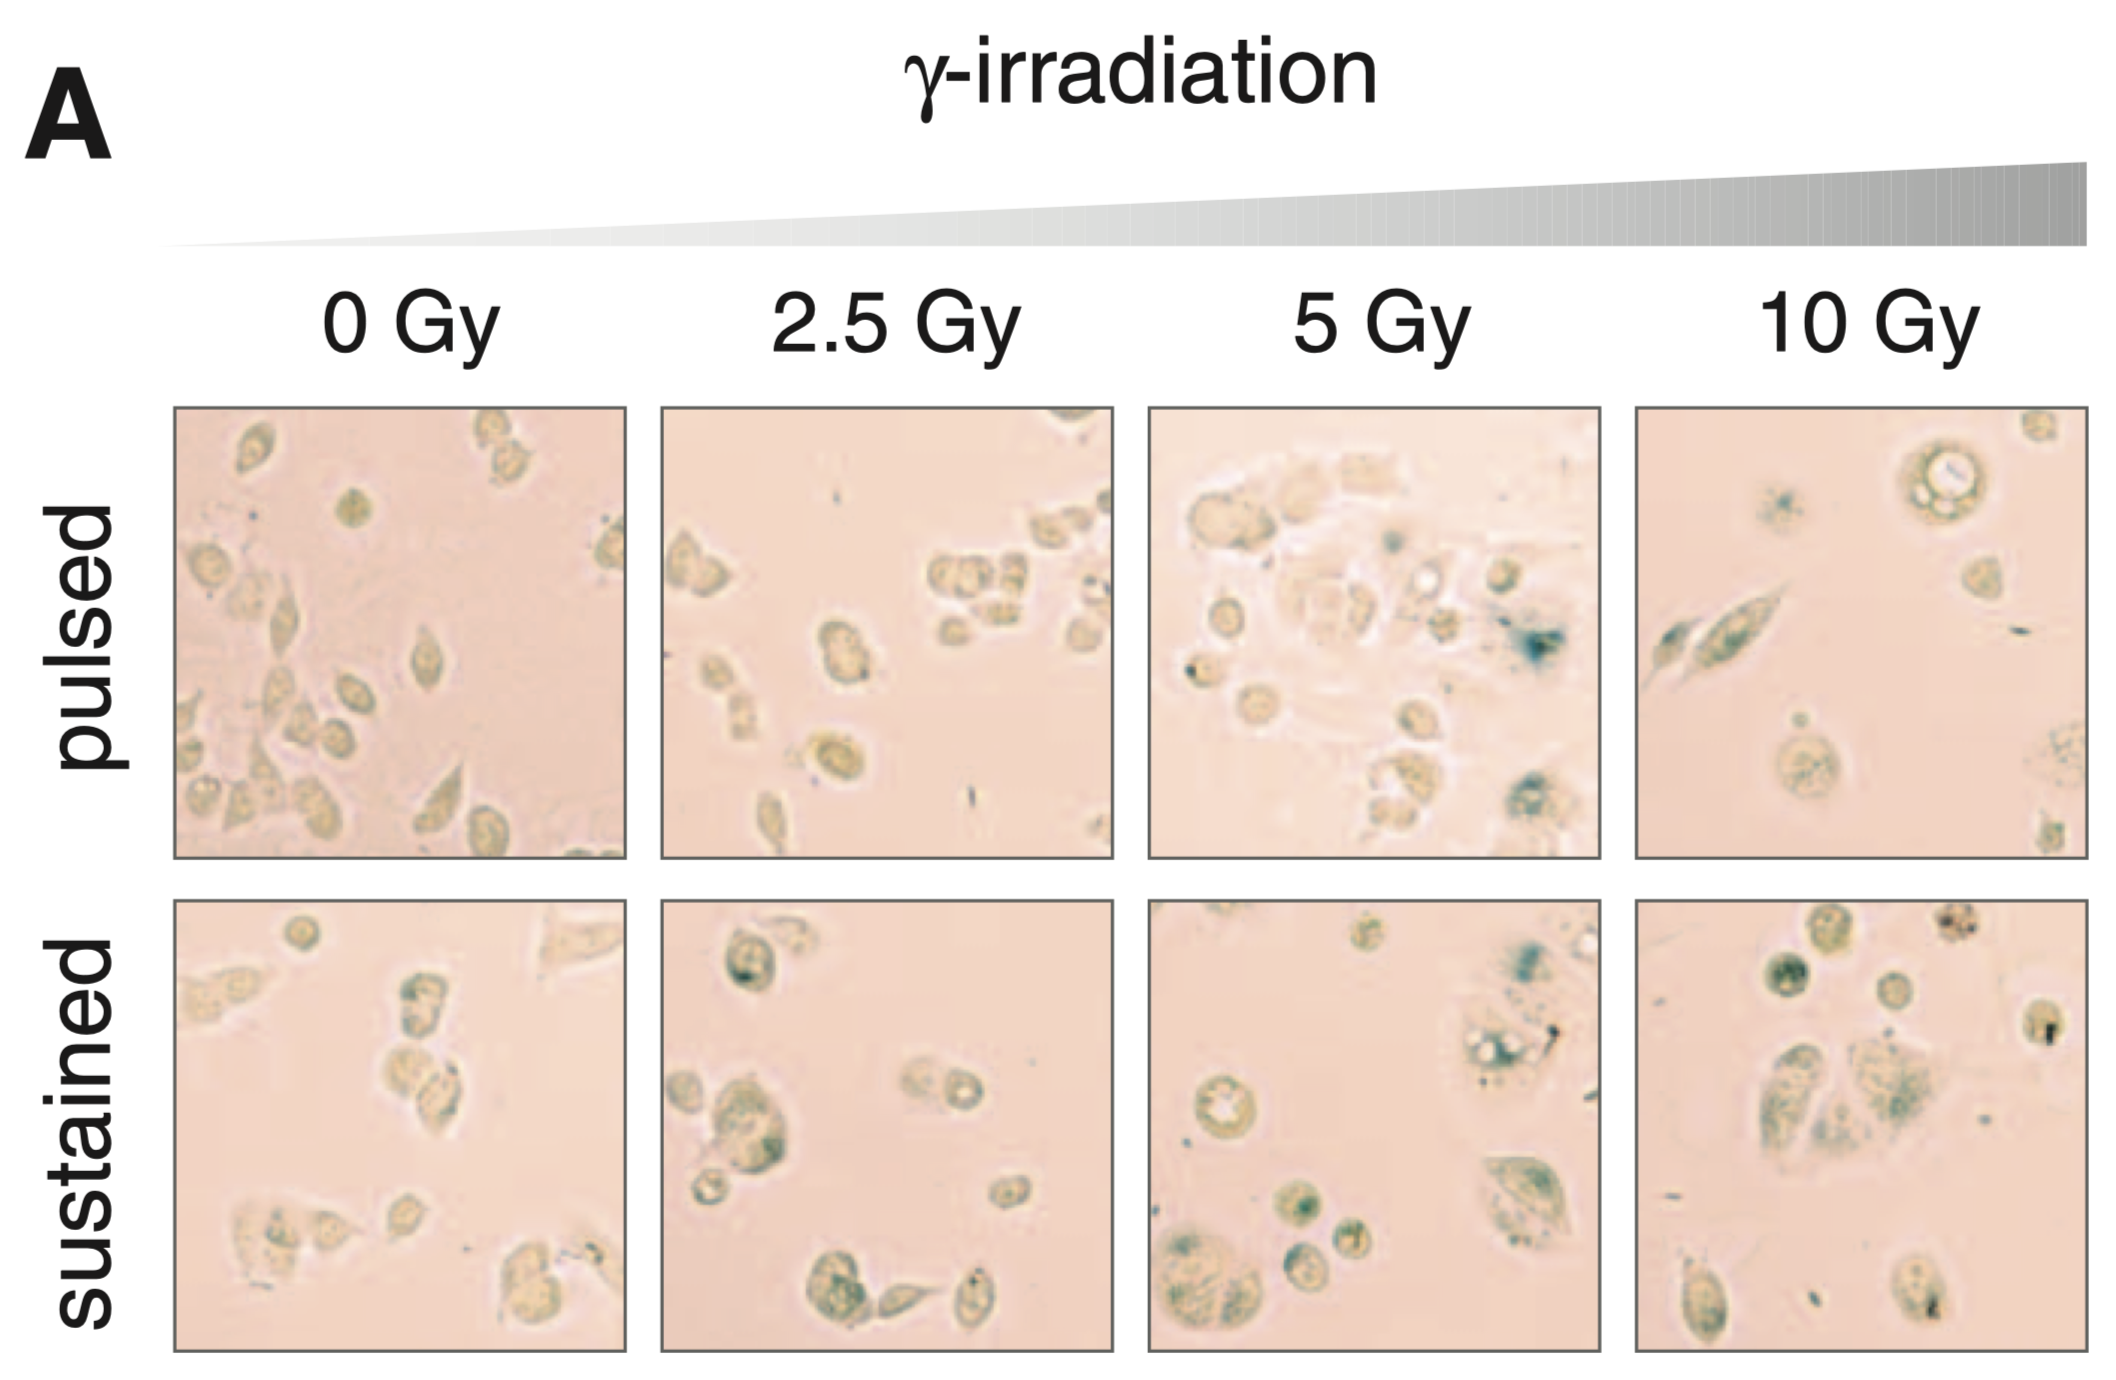 A
γ-irradiation
0 Gy 2.5 Gy 5 Gy 10 Gy
pulsed
sustained